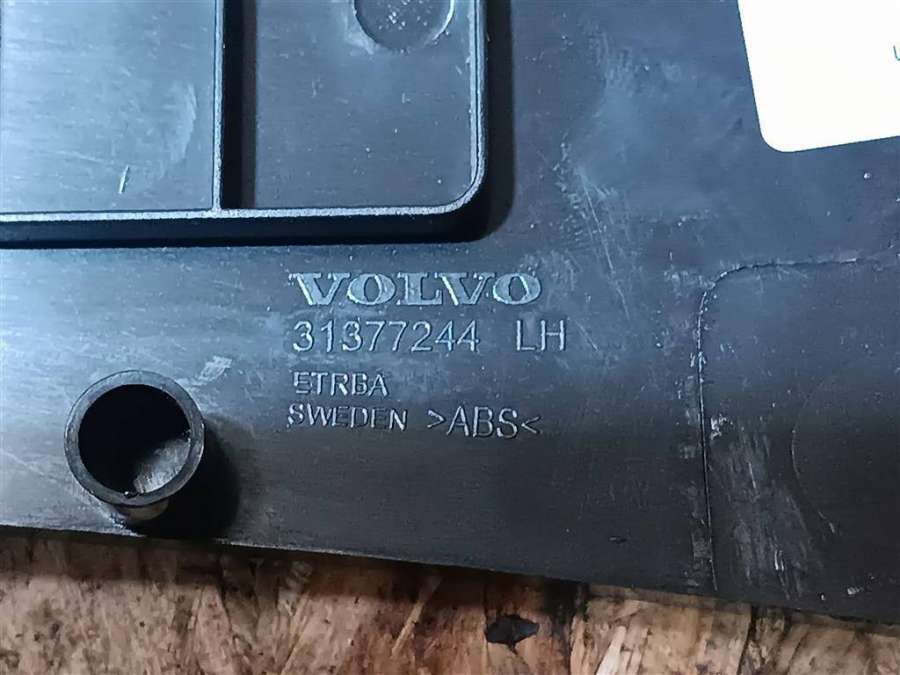 VOLVO
31377244 LH
ETRBA
SWEDEN >ABS<